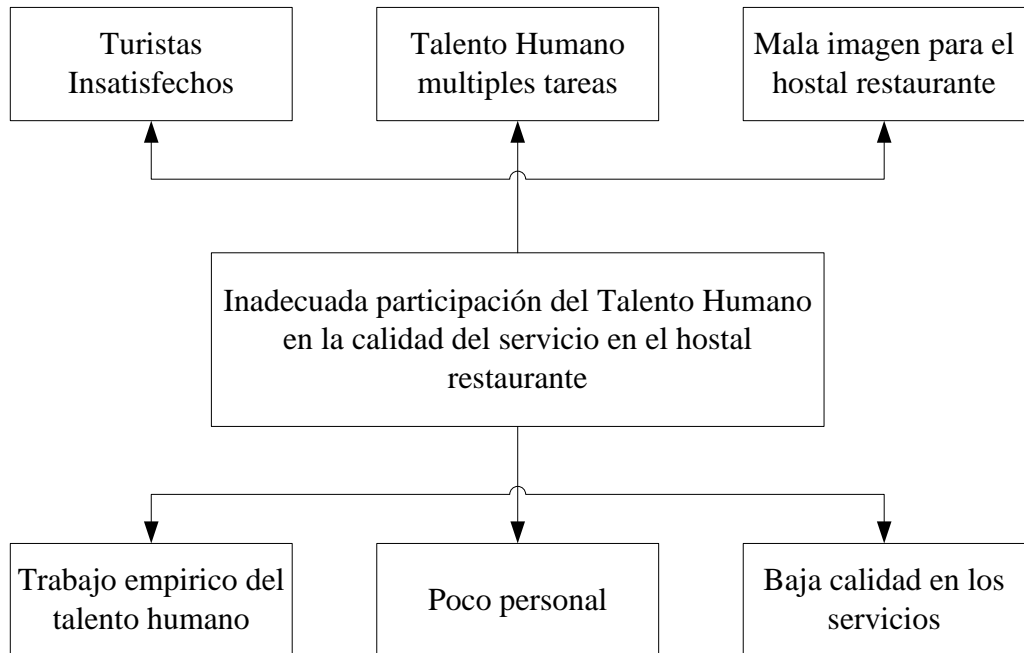 Turistas
Insatisfechos
Talento Humano
multiples tareas
Mala imagen para el
hostal restaurante
Inadecuada participación del Talento Humano
en la calidad del servicio en el hostal
restaurante
Trabajo empirico del
talento humano
Poco personal
Baja calidad en los
servicios